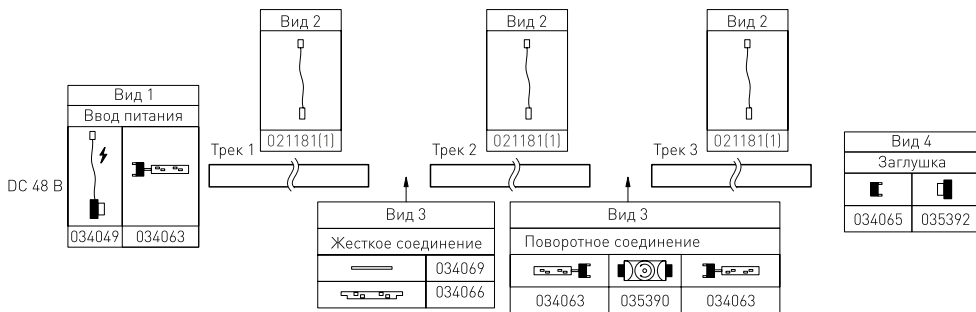 Вид 2
Вид 2
Вид 2
Вид 1
Ввод питания
021181(1)
021181(1)
021181(1)
Трек 1
Трек 2
Трек 3
Вид 4
Заглушка
DC 48 В
034049
034063
Вид 3
Жесткое соединение
034069
034066
Вид 3
Поворотное соединение
034063
035390
034063
034065
035392